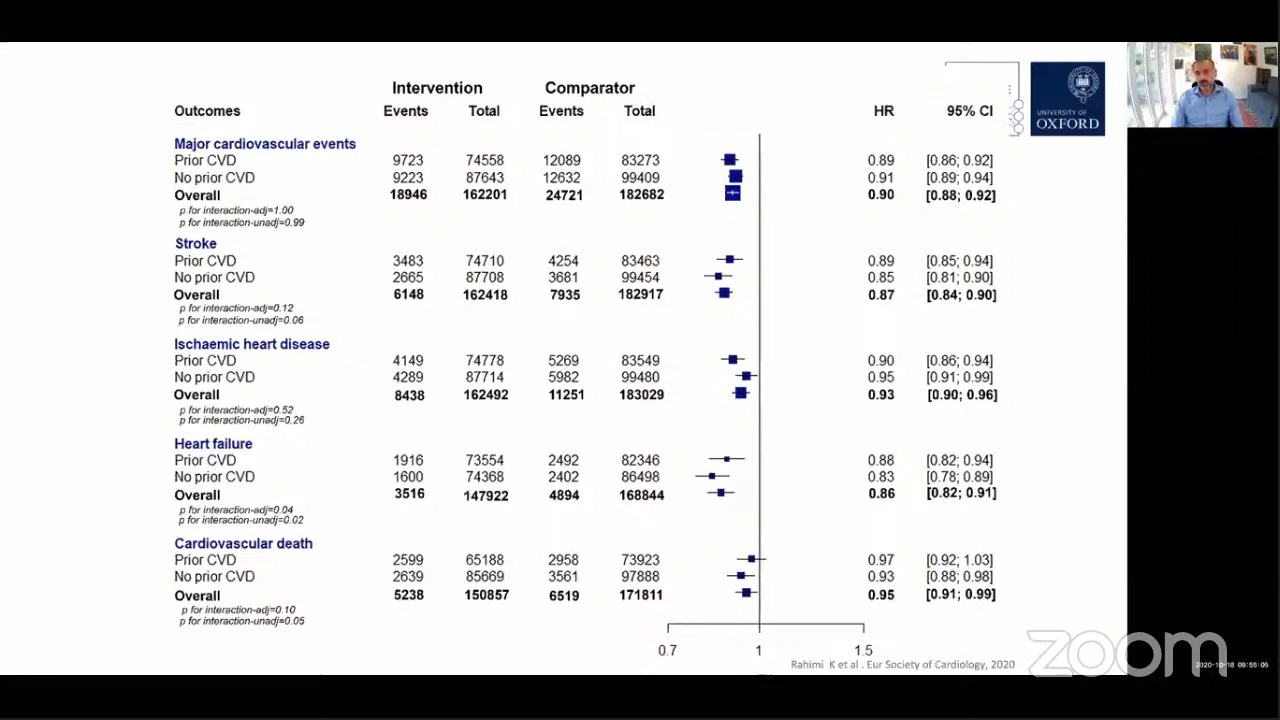 Intervention Comparator
Outcomes Events Total Events Total HR 95% CI
UNIVERSITY OF
OXFORD
Major cardiovascular events
Prior CVD 9723 74558 12089 83273 0.89 [0.86; 0.92]
No prior CVD 9223 87643 12632 99409 0.91 [0.89; 0.94]
Overall 18946 162201 24721 182682 0.90 [0.88; 0.92]
p for interaction-adj=1.00
p for interaction-unadj=0.99
Stroke
Prior CVD 3483 74710 4254 83463 0.89 [0.85; 0.94]
No prior CVD 2665 87708 3681 99454 0.85 [0.81; 0.90]
Overall 6148 162418 7935 182917 0.87 [0.84; 0.90]
p for interaction-adj=0.12
p for interaction-unadj=0.06
Ischaemic heart disease
Prior CVD 4149 74778 5269 83549 0.90 [0.86; 0.94]
No prior CVD 4289 87714 5982 99480 0.95 [0.91; 0.99]
Overall 8438 162492 11251 183029 0.93 [0.90; 0.96]
p for interaction-adj=0.52
p for interaction-unadj=0.26
Heart failure
Prior CVD 1916 73554 2492 82346 0.88 [0.82; 0.94]
No prior CVD 1600 74368 2402 86498 0.83 [0.78; 0.89]
Overall 3516 147922 4894 168844 0.86 [0.82; 0.91]
p for interaction-adj=0.04
p for interaction-unadj=0.02
Cardiovascular death
Prior CVD 2599 65188 2958 73923 0.97 [0.92; 1.03]
No prior CVD 2639 85669 3561 97888 0.93 [0.88; 0.98]
Overall 5238 150857 6519 171811 0.95 [0.91; 0.99]
p for interaction-adj=0.10
p for interaction-unadj=0.05
0.7 1 1.5
Rahimi K et al . Eur Society of Cardiology, 2020
zoom
2020-10-18 09:55:05